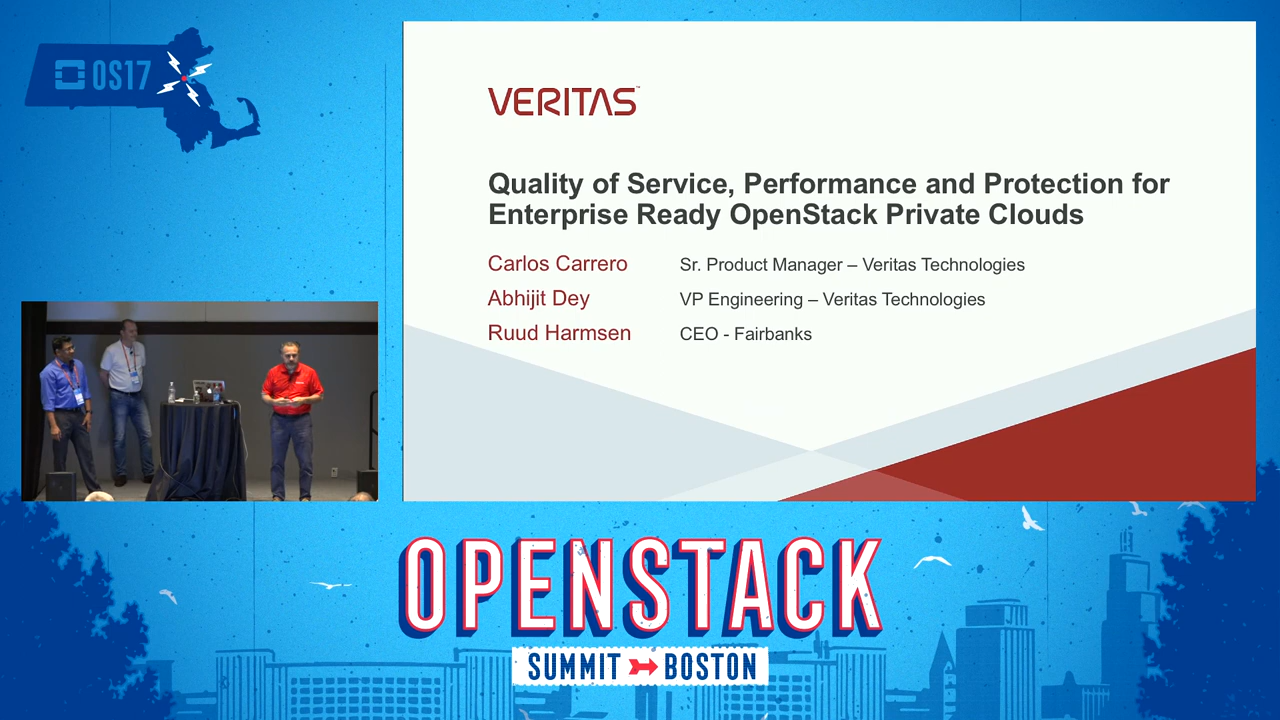 OS17
VERITAS™
Quality of Service, Performance and Protection for
Enterprise Ready OpenStack Private Clouds
Carlos Carrero Sr. Product Manager – Veritas Technologies
Abhijit Dey VP Engineering – Veritas Technologies
Ruud Harmsen CEO - Fairbanks
OPENSTACK
SUMMIT BOSTON